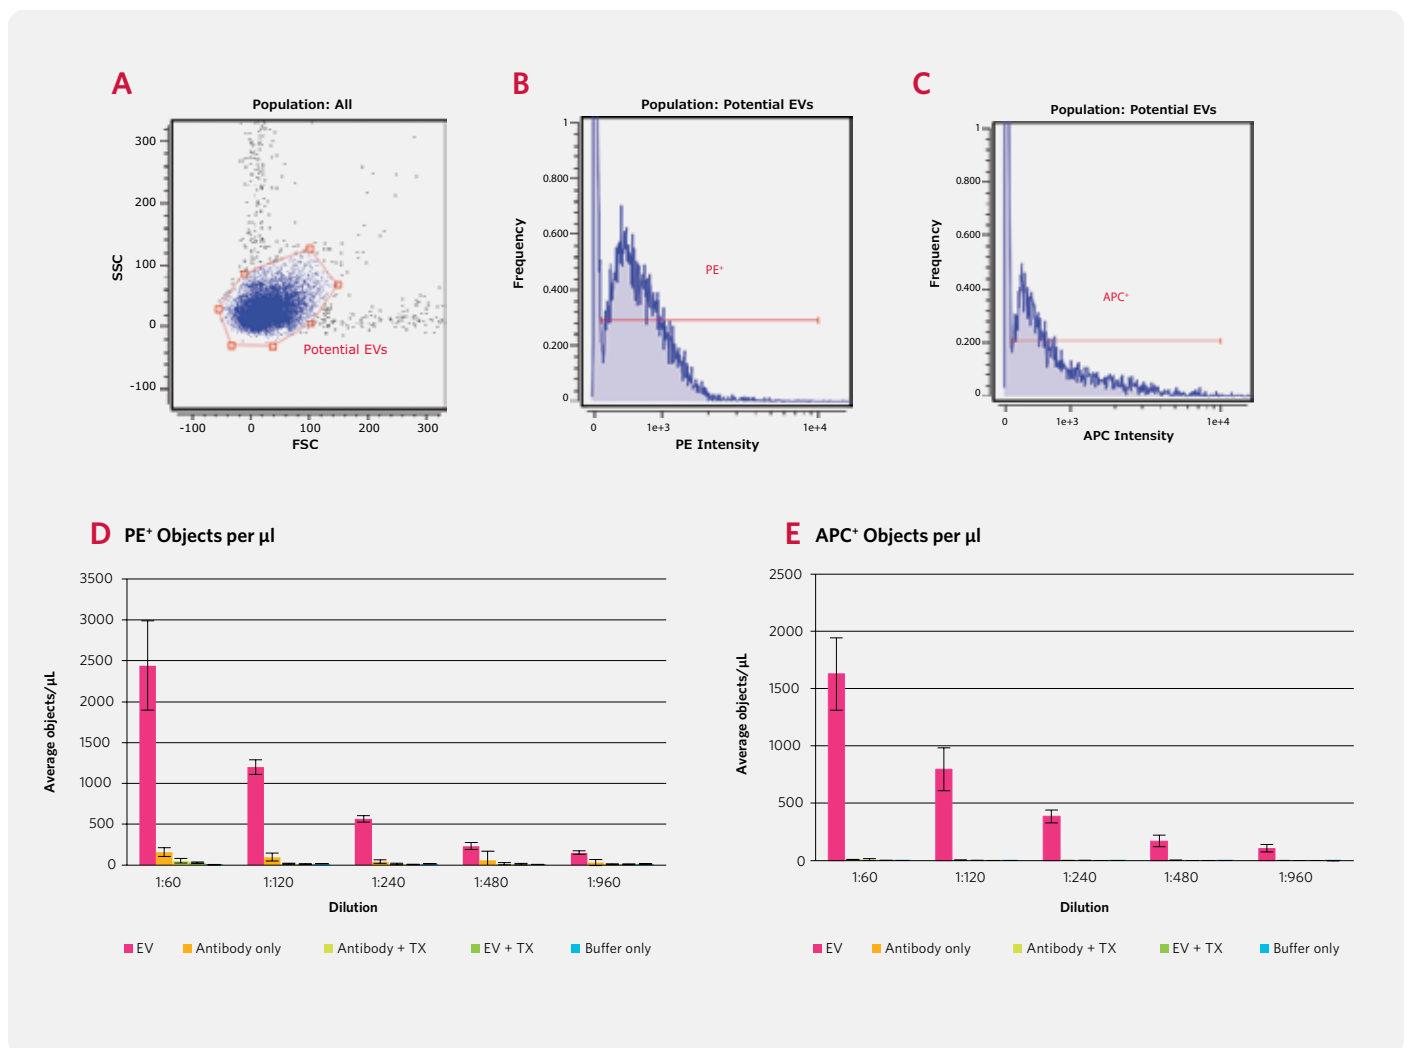 A
Population: All
SSC
300
200
100
0
-100
Potential EVs
-100 0 100 200 300
FSC
B
Population: Potential EVs
Frequency
1
0.800
0.600
0.400
0.200
0
PE+
0 1e+3 1e+4
PE Intensity
C
Population: Potential EVs
Frequency
1
0.800
0.600
0.400
0.200
0
APC+
0 1e+3 1e+4
APC Intensity
D PE+ Objects per µl
Average objects/µL
3500
3000
2500
2000
1500
1000
500
0
1:60 1:120 1:240 1:480 1:960
Dilution
EV Antibody only Antibody + TX EV + TX Buffer only
E APC+ Objects per µl
Average objects/µL
2500
2000
1500
1000
500
0
1:60 1:120 1:240 1:480 1:960
Dilution
EV Antibody only Antibody + TX EV + TX Buffer only